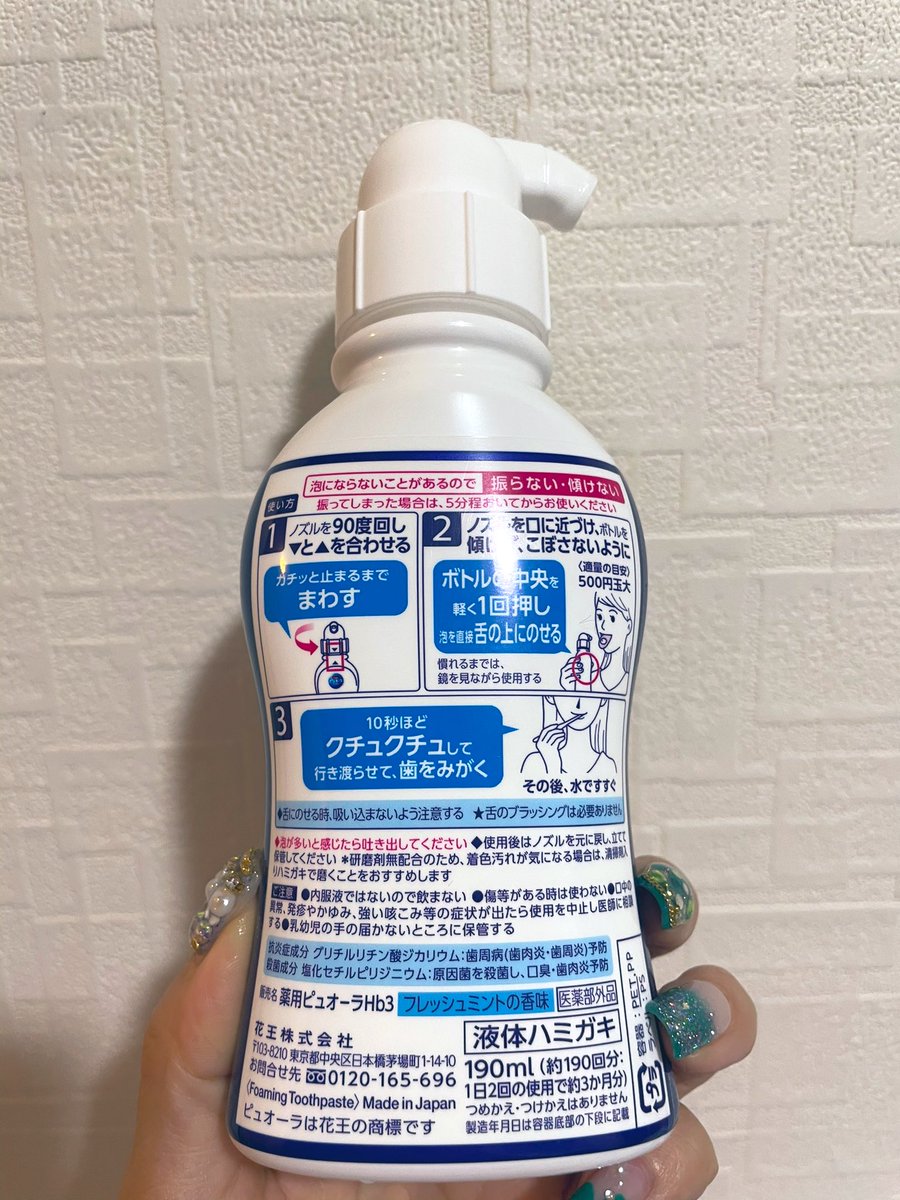 泡にならないことがあるので 振らない・傾けない
振ってしまった場合は、5分程おいてからお使いください
使い方
1 ノズルを90度回し
▼と▲を合わせる
カチッと止まるまで
まわす
2 ノズルを口に近づけ、ボトルを
傾けず、こぼさないように
〈適量の目安〉
500円玉大
ボトルの中央を
軽く1回押し
泡を直接舌の上にのせる
慣れるまでは、
鏡を見ながら使用する
3
10秒ほど
クチュクチュして
行き渡らせて、歯をみがく
その後、水ですすぐ
◆舌にのせる時、吸い込まないよう注意する ★舌のブラッシングは必要ありません
◆泡が多いと感じたら吐き出してください ◆使用後はノズルを元に戻し、立てて
保管してください *研磨剤無配合のため、着色汚れが気になる場合は、清掃剤入
りハミガキで磨くことをおすすめします
ご注意 ●内服液ではないので飲まない ●傷等がある時は使わない ●口中の
異常、発疹やかゆみ、強い咳こみ等の症状が出たら使用を中止し医師に相談
する ●乳幼児の手の届かないところに保管する
抗炎症成分 グリチルリチン酸ジカリウム:歯周病(歯肉炎・歯周炎)予防
殺菌成分 塩化セチルピリジニウム:原因菌を殺菌し、口臭・歯肉炎予防
販売名 薬用ピュオーラHb3 フレッシュミントの香味 医薬部外品
花王株式会社
〒103-8210 東京都中央区日本橋茅場町1-14-10
お問合せ先 0120-165-696
〈Foaming Toothpaste〉 Made in Japan
ピュオーラは花王の商標です
液体ハミガキ
190ml (約190回分:
1日2回の使用で約3か月分)
つめかえ・つけかえはありません
製造年月日は容器底部の下段に記載
: PET, PP
: PS